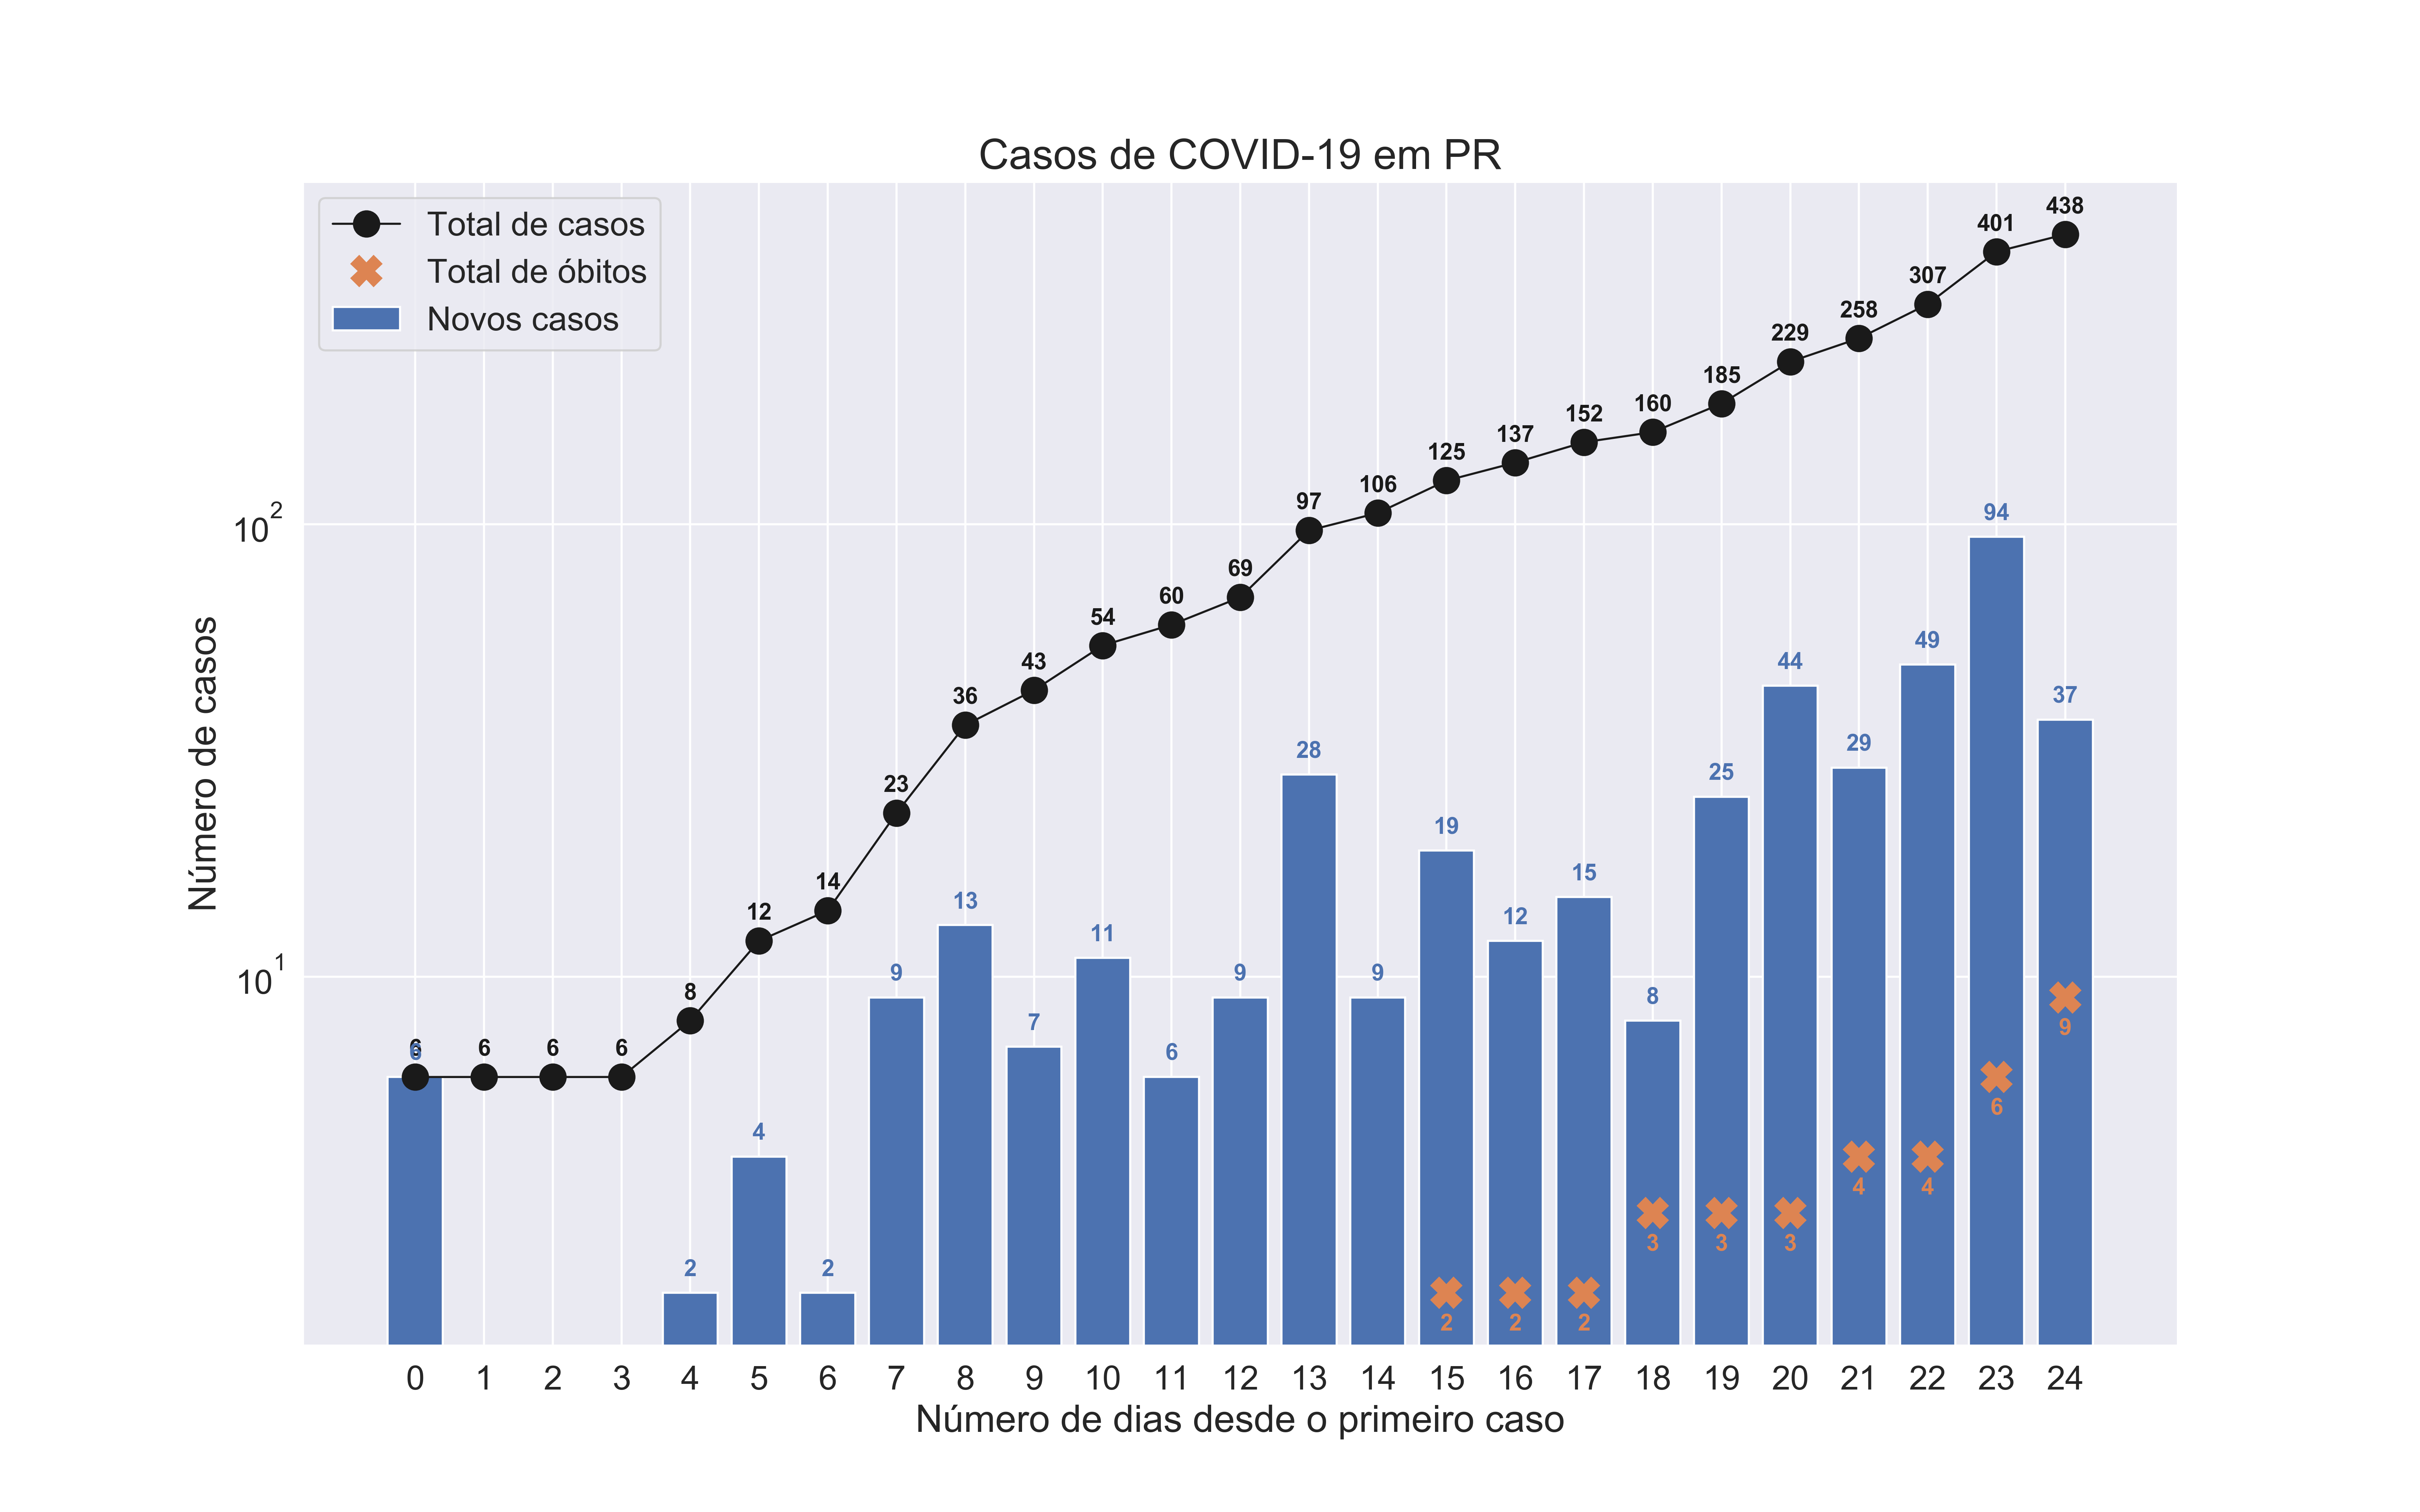 Casos de COVID-19 em PR
Total de casos
Total de óbitos
Novos casos
Número de casos
10²
10¹
6 6 6 6 8 12 14 23 36 43 54 60 69 97 106 125 137 152 160 185 229 258 307 401 438
6 2 4 2 9 13 7 11 6 9 28 9 19 12 15 8 25 44 29 49 94 37
2 2 2 3 3 3 4 4 6 9
0 1 2 3 4 5 6 7 8 9 10 11 12 13 14 15 16 17 18 19 20 21 22 23 24
Número de dias desde o primeiro caso